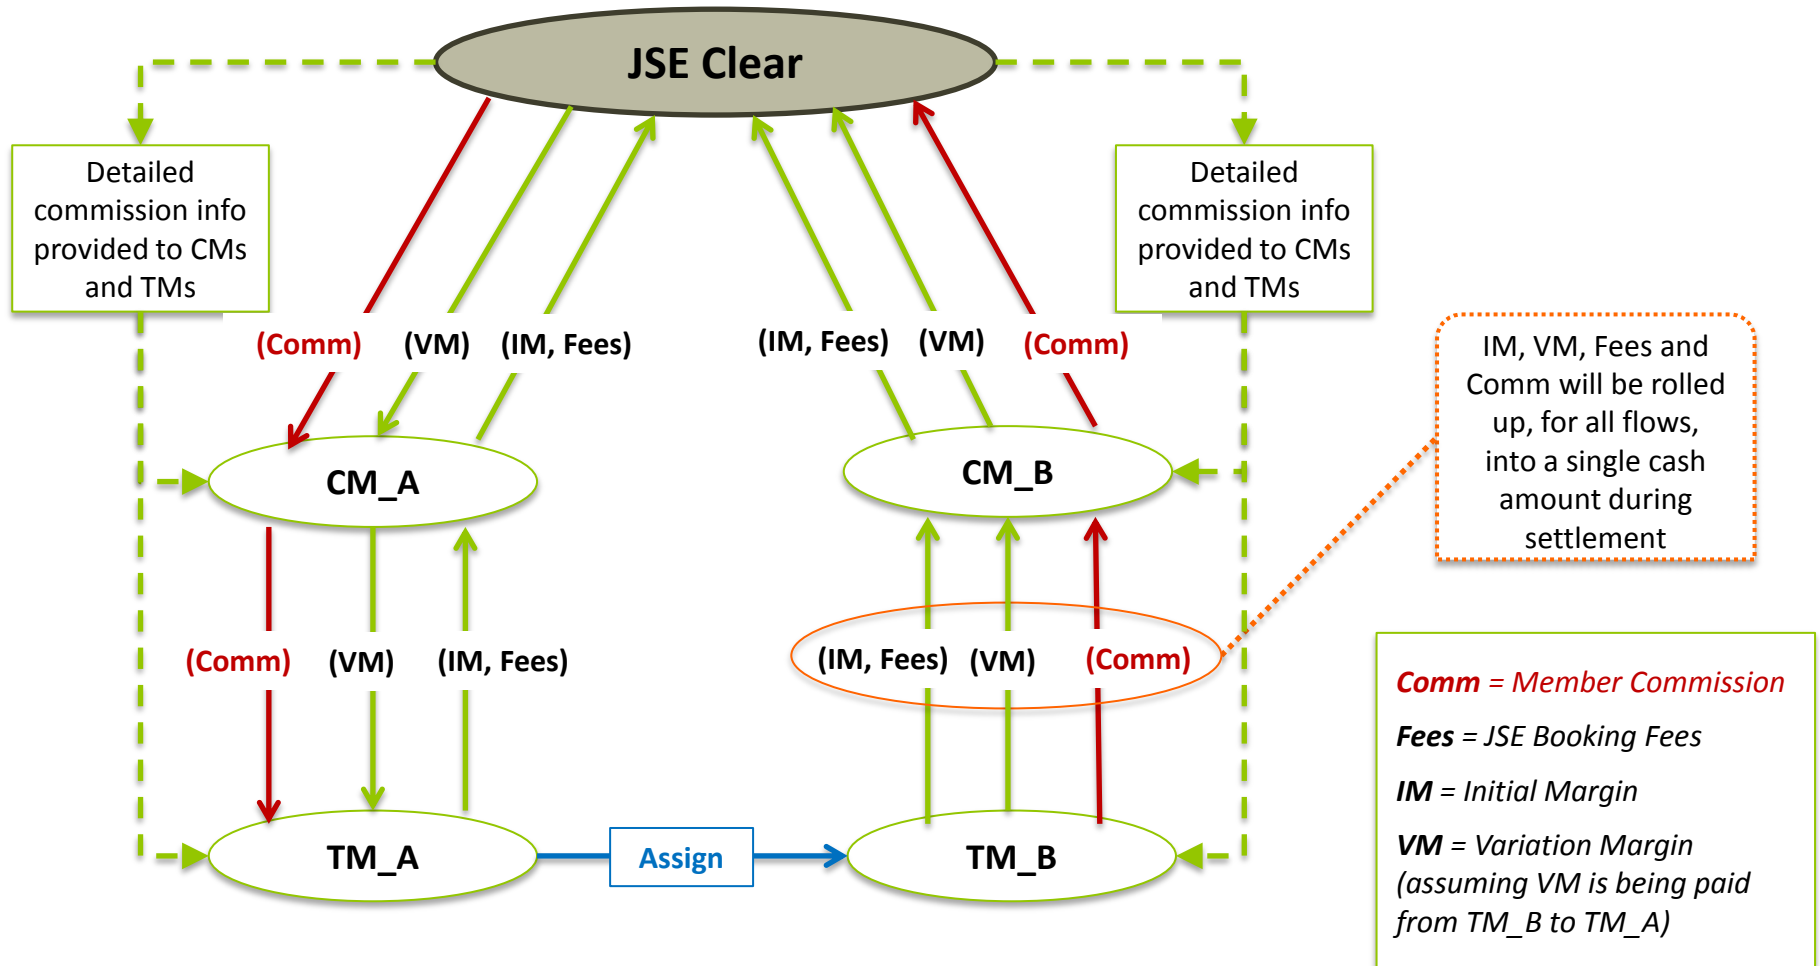 JSE Clear
Detailed
commission info
provided to CMs
and TMs
Detailed
commission info
provided to CMs
and TMs
(Comm) (VM) (IM, Fees)
(IM, Fees) (VM) (Comm)
IM, VM, Fees and
Comm will be rolled
up, for all flows,
into a single cash
amount during
settlement
CM_A
CM_B
(Comm) (VM) (IM, Fees)
(IM, Fees) (VM) (Comm)
TM_A
Assign
TM_B
Comm = Member Commission
Fees = JSE Booking Fees
IM = Initial Margin
VM = Variation Margin
(assuming VM is being paid
from TM_B to TM_A)